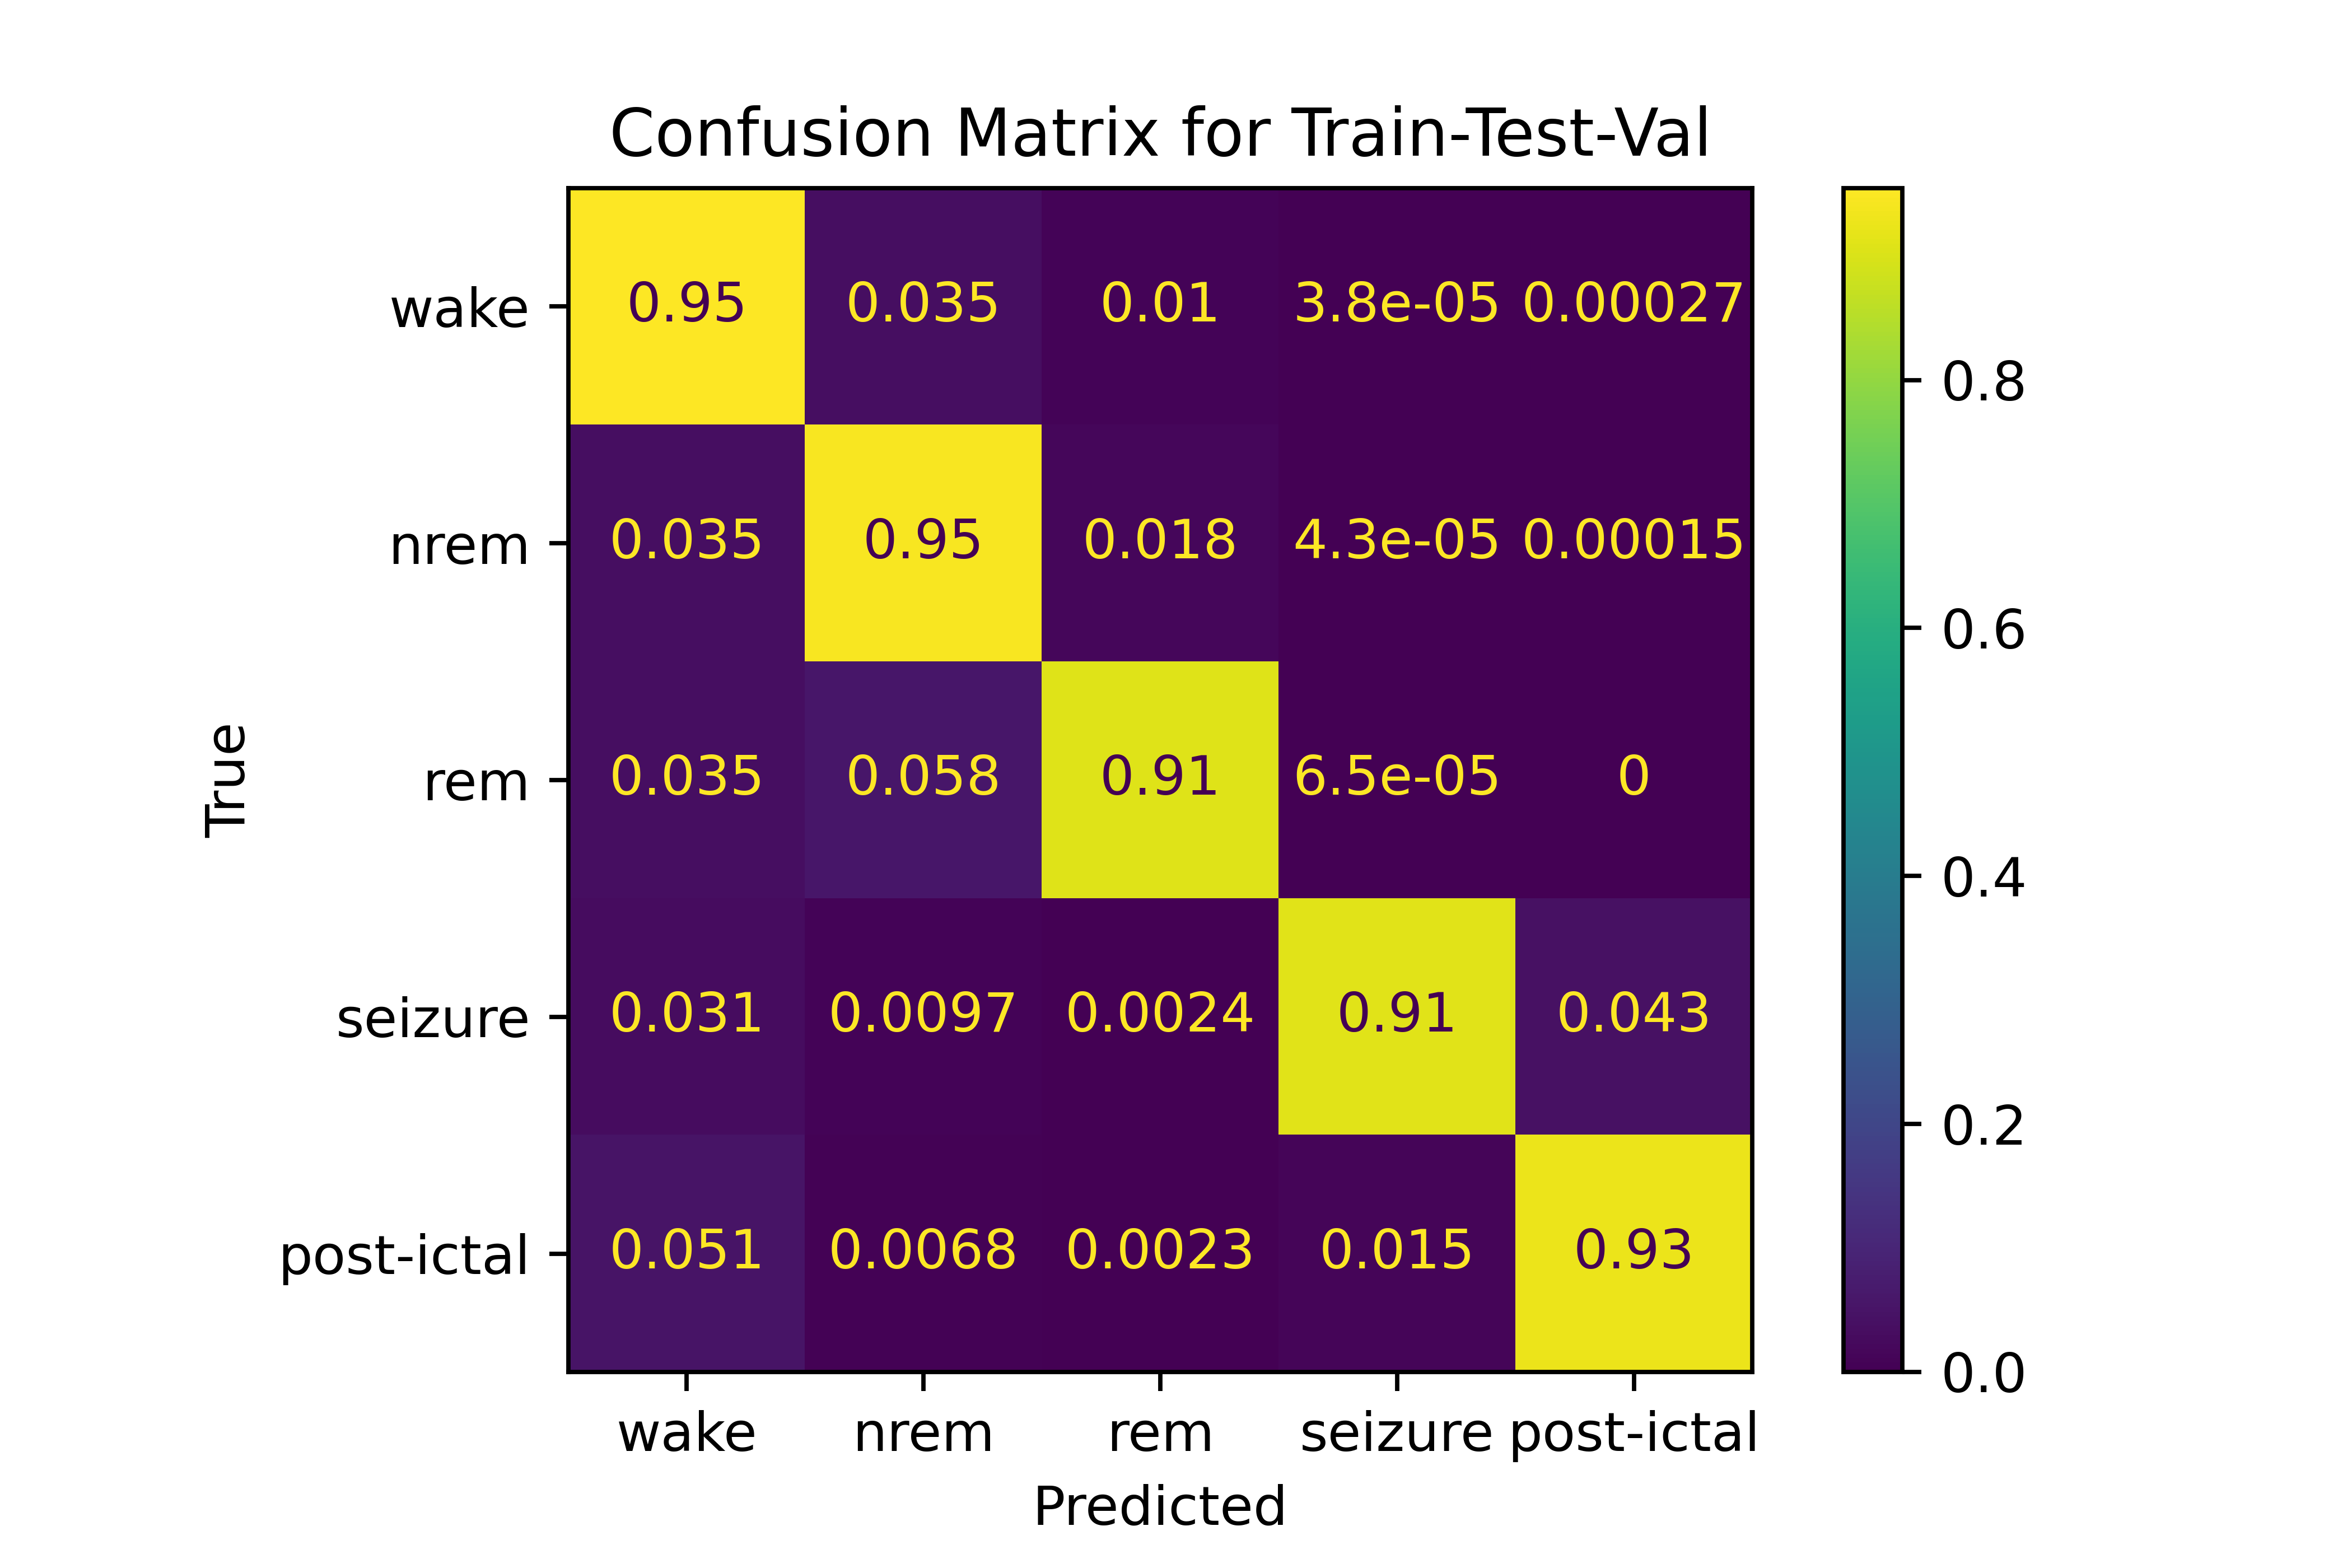 Confusion Matrix for Train-Test-Val
wake 0.95 0.035 0.01 3.8e-05 0.00027
nrem 0.035 0.95 0.018 4.3e-05 0.00015
rem 0.035 0.058 0.91 6.5e-05 0
seizure 0.031 0.0097 0.0024 0.91 0.043
post-ictal 0.051 0.0068 0.0023 0.015 0.93
True
wake nrem rem seizure post-ictal
Predicted
0.8
0.6
0.4
0.2
0.0